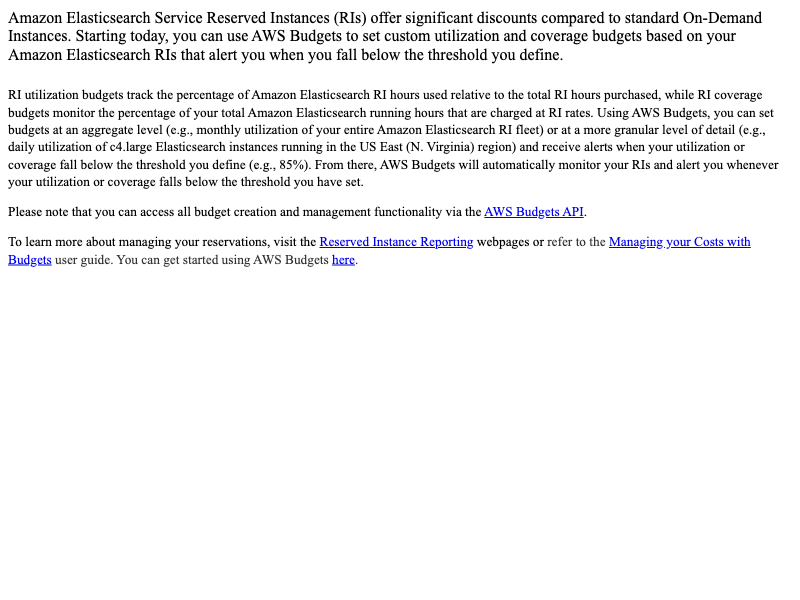 Amazon Elasticsearch Service Reserved Instances (RIs) offer significant discounts compared to standard On-Demand
Instances. Starting today, you can use AWS Budgets to set custom utilization and coverage budgets based on your
Amazon Elasticsearch RIs that alert you when you fall below the threshold you define.
RI utilization budgets track the percentage of Amazon Elasticsearch RI hours used relative to the total RI hours purchased, while RI coverage
budgets monitor the percentage of your total Amazon Elasticsearch running hours that are charged at RI rates. Using AWS Budgets, you can set
budgets at an aggregate level (e.g., monthly utilization of your entire Amazon Elasticsearch RI fleet) or at a more granular level of detail (e.g.,
daily utilization of c4.large Elasticsearch instances running in the US East (N. Virginia) region) and receive alerts when your utilization or
coverage fall below the threshold you define (e.g., 85%). From there, AWS Budgets will automatically monitor your RIs and alert you whenever
your utilization or coverage falls below the threshold you have set.
Please note that you can access all budget creation and management functionality via the AWS Budgets API.
To learn more about managing your reservations, visit the Reserved Instance Reporting webpages or refer to the Managing your Costs with
Budgets user guide. You can get started using AWS Budgets here.